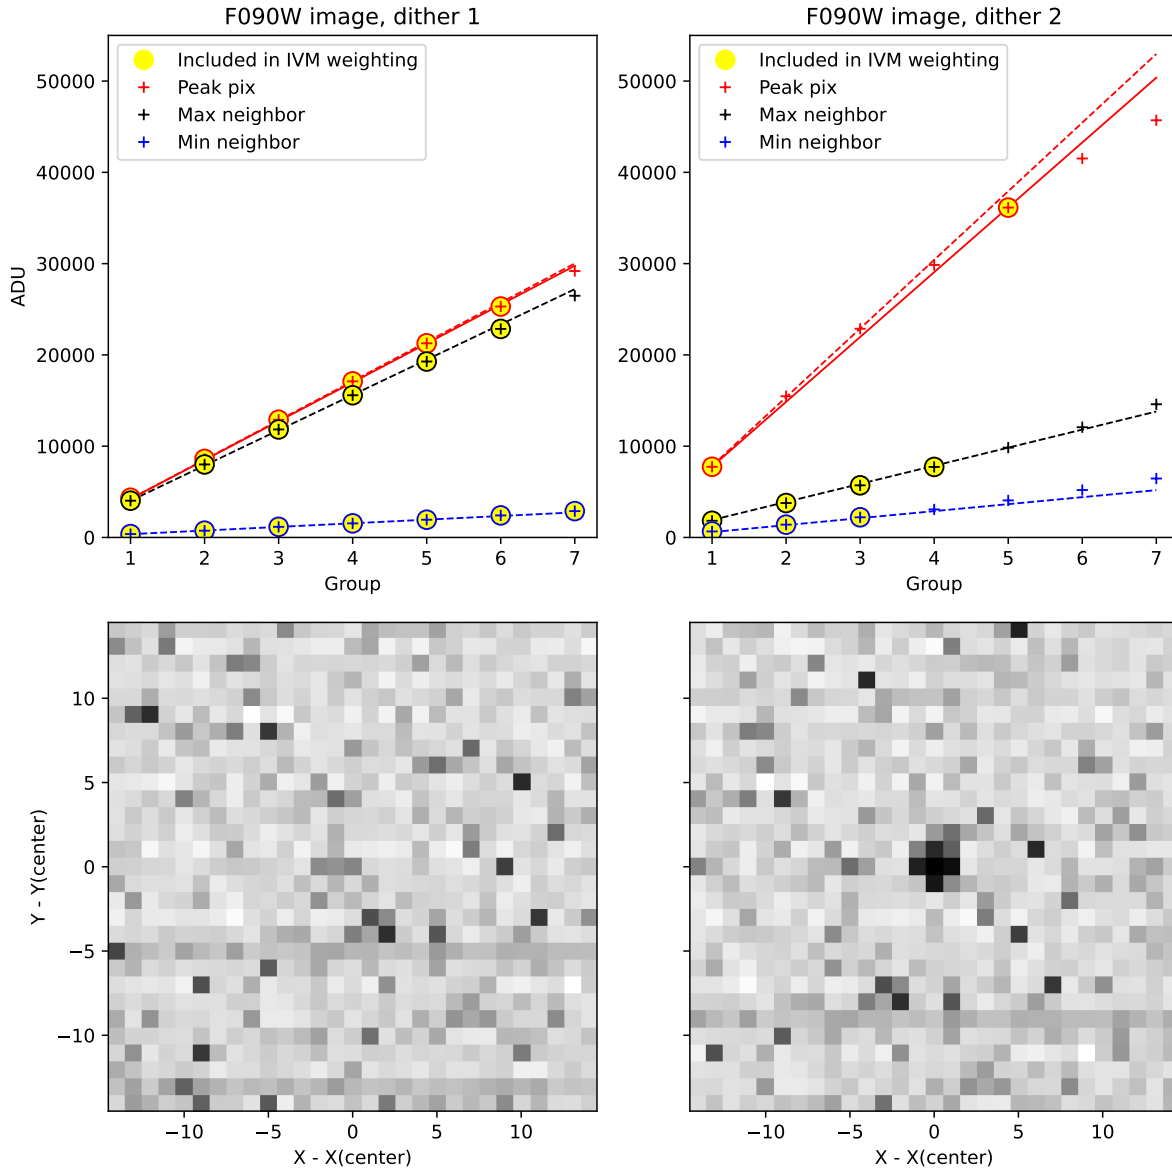 F090W image, dither 1
F090W image, dither 2
50000
40000
30000
20000
10000
0
ADU
Included in IVM weighting
Peak pix
Max neighbor
Min neighbor
1 2 3 4 5 6 7
Group
50000
40000
30000
20000
10000
0
Included in IVM weighting
Peak pix
Max neighbor
Min neighbor
1 2 3 4 5 6 7
Group
10
5
0
−5
−10
Y - Y(center)
−10 −5 0 5 10
X - X(center)
−10 −5 0 5 10
X - X(center)